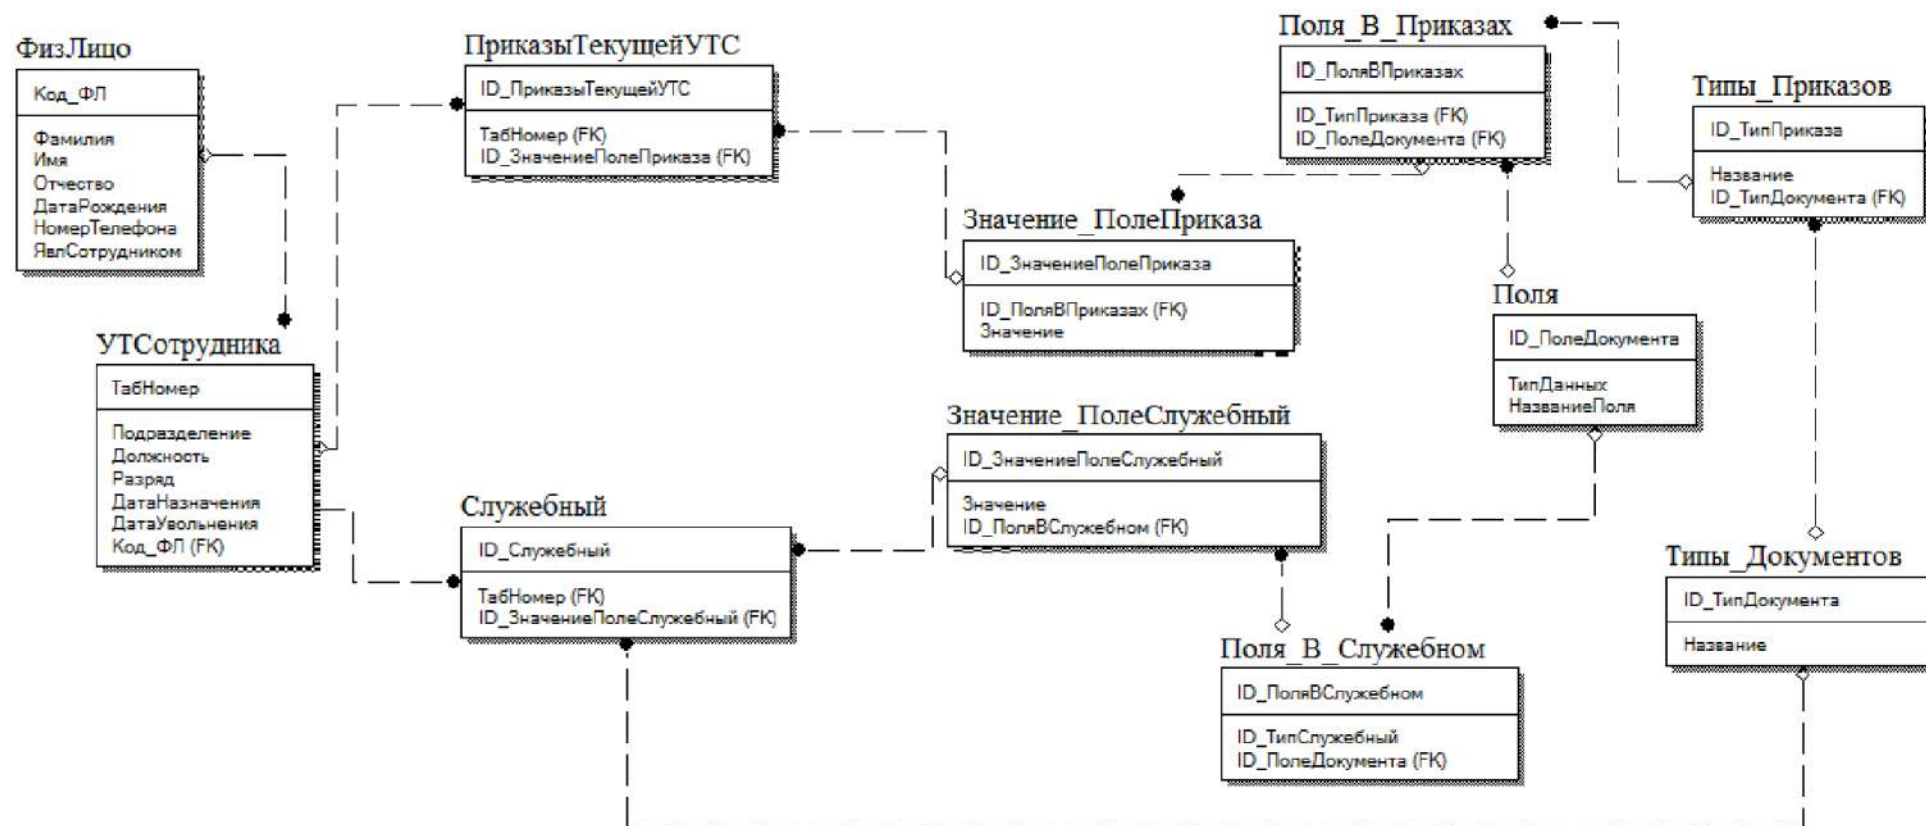 ФизЛицо
Код_ФЛ
Фамилия
Имя
Отчество
ДатаРождения
НомерТелефона
ЯвлСотрудником
УТСотрудника
ТабНомер
Подразделение
Должность
Разряд
ДатаНазначения
ДатаУвольнения
Код_ФЛ (FK)
ПриказыТекущейУТС
ID_ПриказыТекущейУТС
ТабНомер (FK)
ID_ЗначениеПолеПриказа (FK)
Служебный
ID_Служебный
ТабНомер (FK)
ID_ЗначениеПолеСлужебный (FK)
Значение_ПолеПриказа
ID_ЗначениеПолеПриказа
ID_ПоляВПриказах (FK)
Значение
Значение_ПолеСлужебный
ID_ЗначениеПолеСлужебный
Значение
ID_ПоляВСлужебном (FK)
Поля_В_Приказах
ID_ПоляВПриказах
ID_ТипПриказа (FK)
ID_ПолеДокумента (FK)
Поля
ID_ПолеДокумента
ТипДанных
НазваниеПоля
Поля_В_Служебном
ID_ПоляВСлужебном
ID_ТипСлужебный
ID_ПолеДокумента (FK)
Типы_Приказов
ID_ТипПриказа
Название
ID_ТипДокумента (FK)
Типы_Документов
ID_ТипДокумента
Название